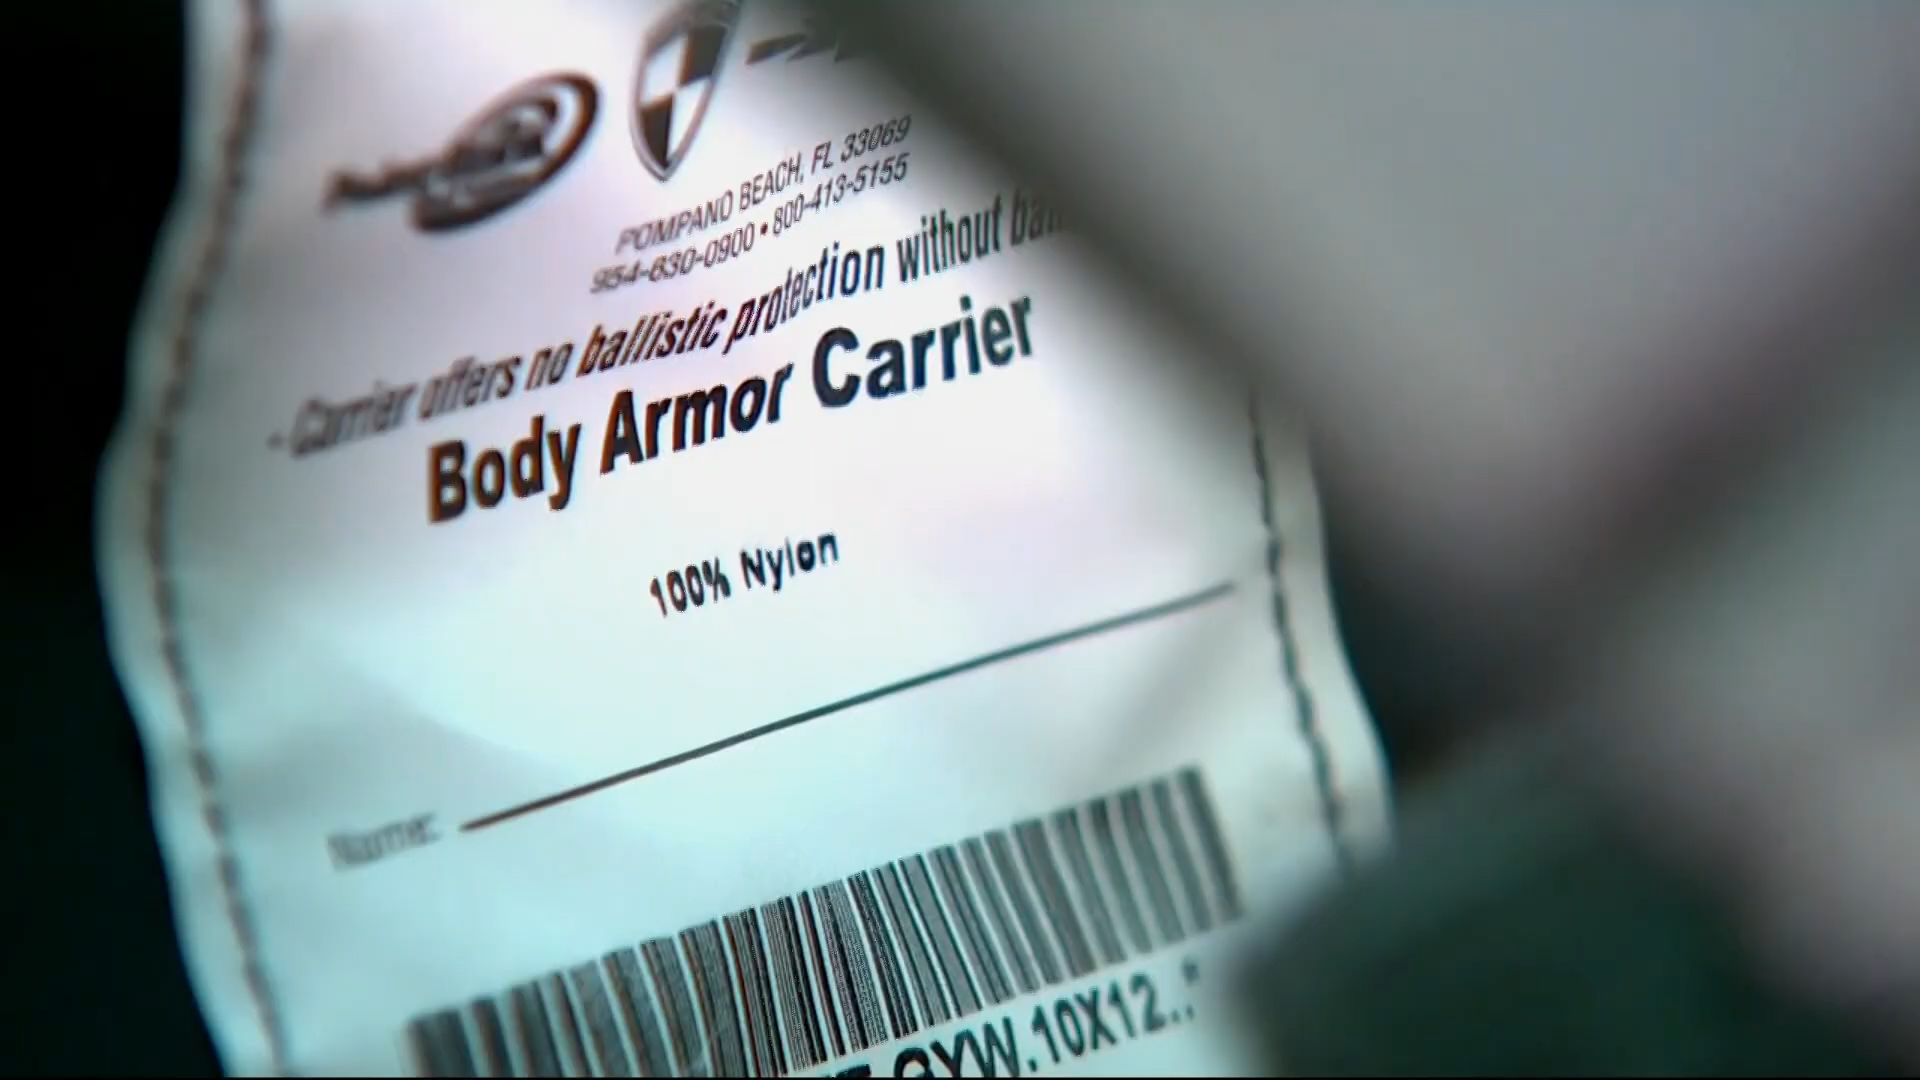 POMPANO BEACH, FL 33069
954-630-0900 • 800-413-5155
- Carrier offers no ballistic protection without
Body Armor Carrier
100% Nylon
Name:
.10X12..